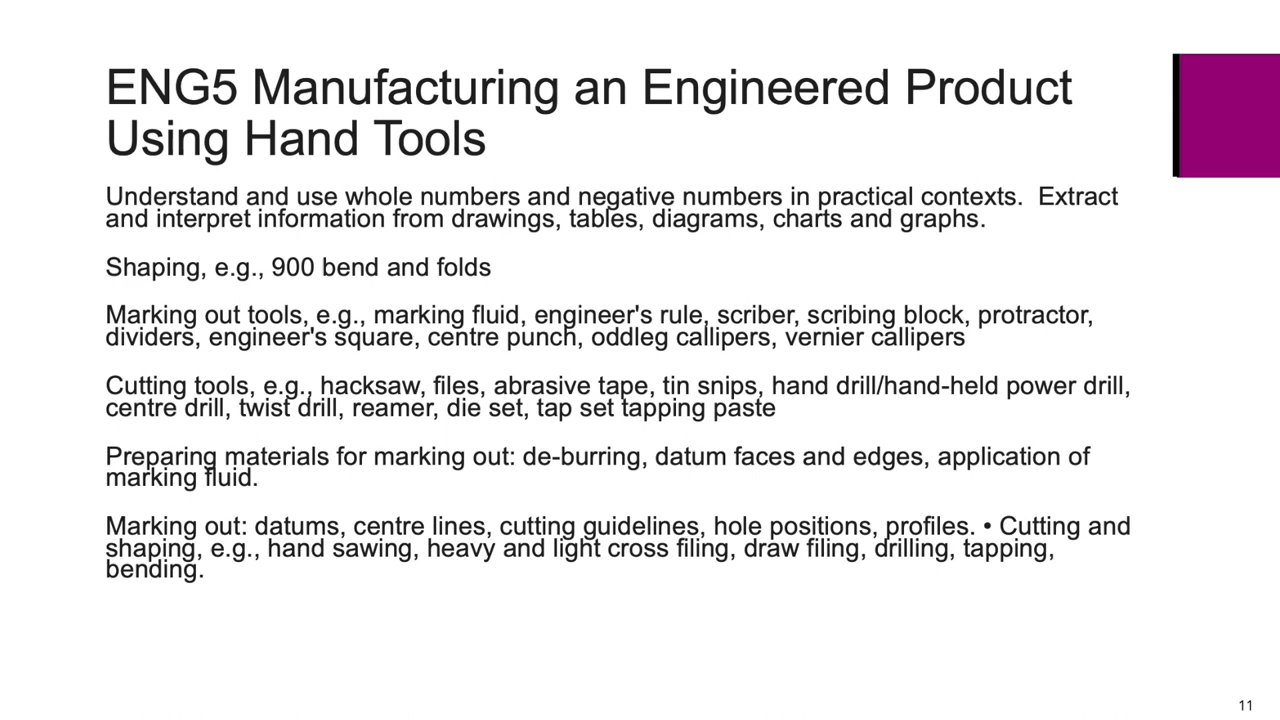 ENG5 Manufacturing an Engineered Product
Using Hand Tools
Understand and use whole numbers and negative numbers in practical contexts.  Extract
and interpret information from drawings, tables, diagrams, charts and graphs.
Shaping, e.g., 900 bend and folds
Marking out tools, e.g., marking fluid, engineer's rule, scriber, scribing block, protractor,
dividers, engineer's square, centre punch, oddleg callipers, vernier callipers
Cutting tools, e.g., hacksaw, files, abrasive tape, tin snips, hand drill/hand-held power drill,
centre drill, twist drill, reamer, die set, tap set tapping paste
Preparing materials for marking out: de-burring, datum faces and edges, application of
marking fluid.
Marking out: datums, centre lines, cutting guidelines, hole positions, profiles. • Cutting and
shaping, e.g., hand sawing, heavy and light cross filing, draw filing, drilling, tapping,
bending.
11